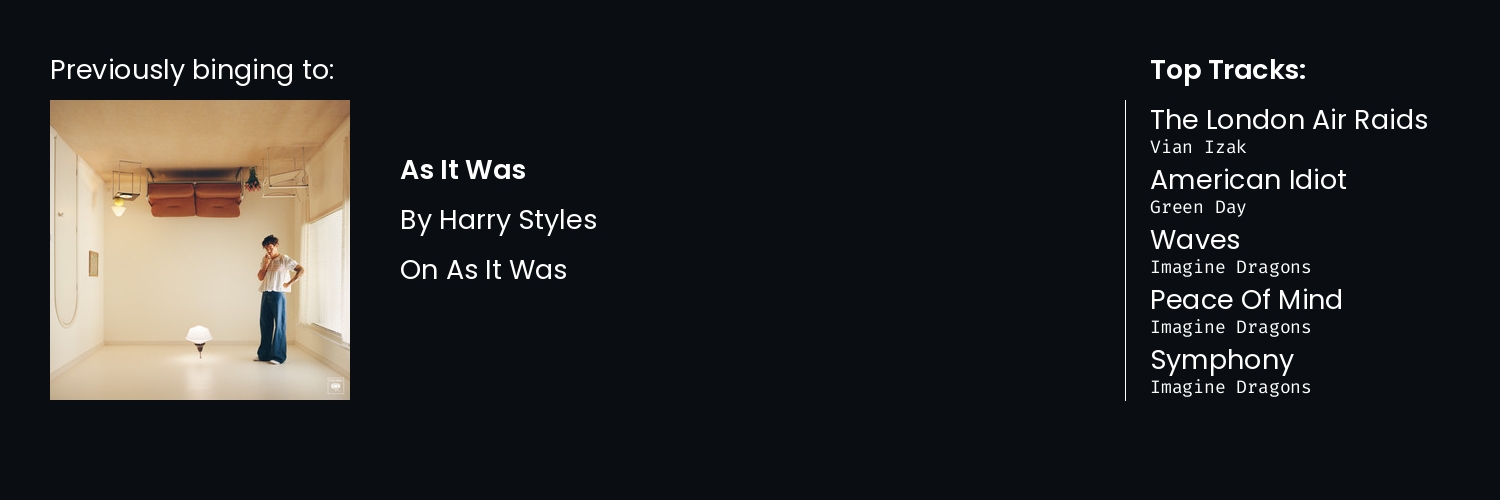 Previously binging to:
As It Was
By Harry Styles
On As It Was
Top Tracks:
The London Air Raids
Vian Izak
American Idiot
Green Day
Waves
Imagine Dragons
Peace Of Mind
Imagine Dragons
Symphony
Imagine Dragons